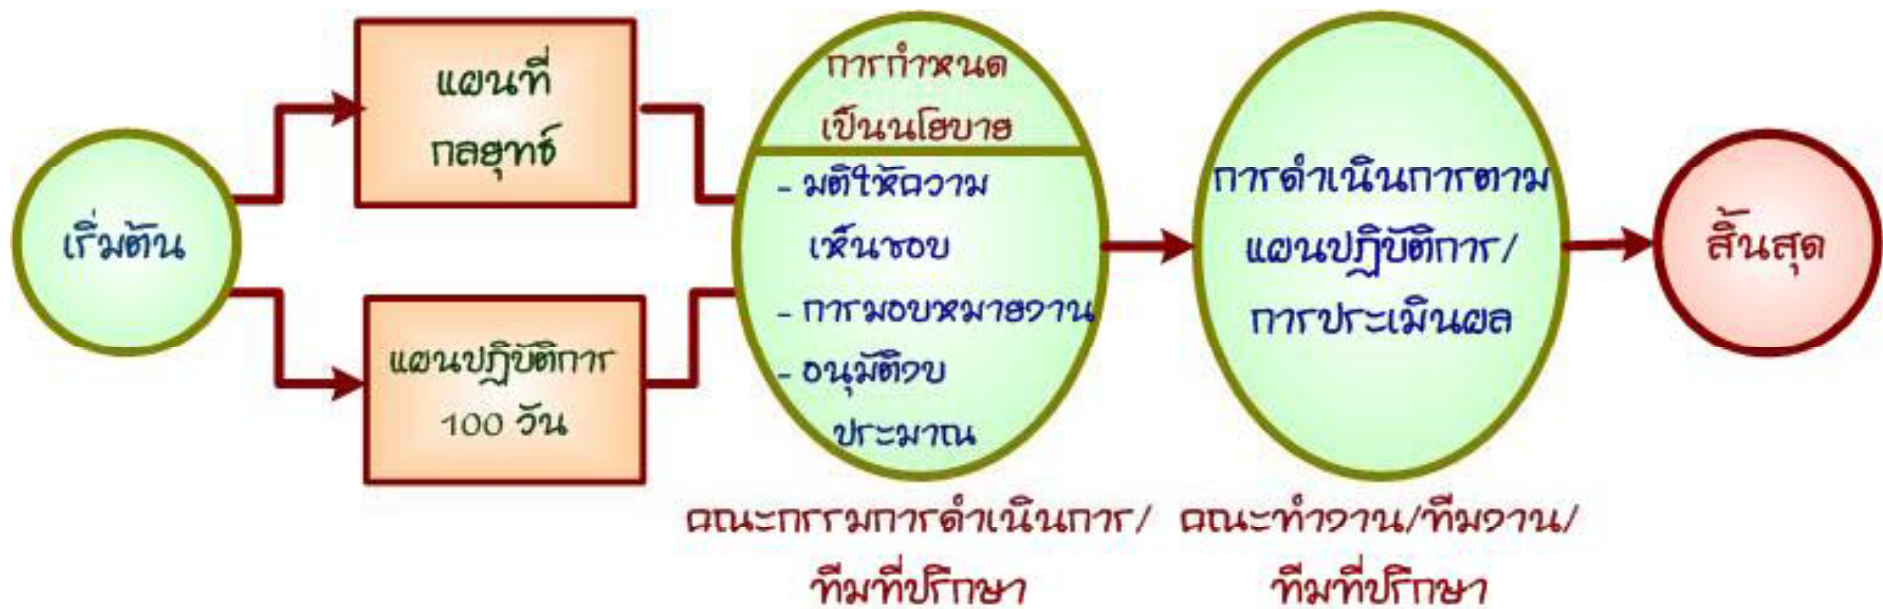 เริ่มต้น
แผนที่
กลยุทธ์
แผนปฏิบัติการ
100 วัน
การกำหนด
เป็นนโยบาย
- มติให้ความ
เห็นชอบ
- การมอบหมายงาน
- อนุมัติงบ
ประมาณ
คณะกรรมการดำเนินการ/
ทีมที่ปรึกษา
การดำเนินการตาม
แผนปฏิบัติการ/
การประเมินผล
คณะทำงาน/ทีมงาน/
ทีมที่ปรึกษา
สิ้นสุด